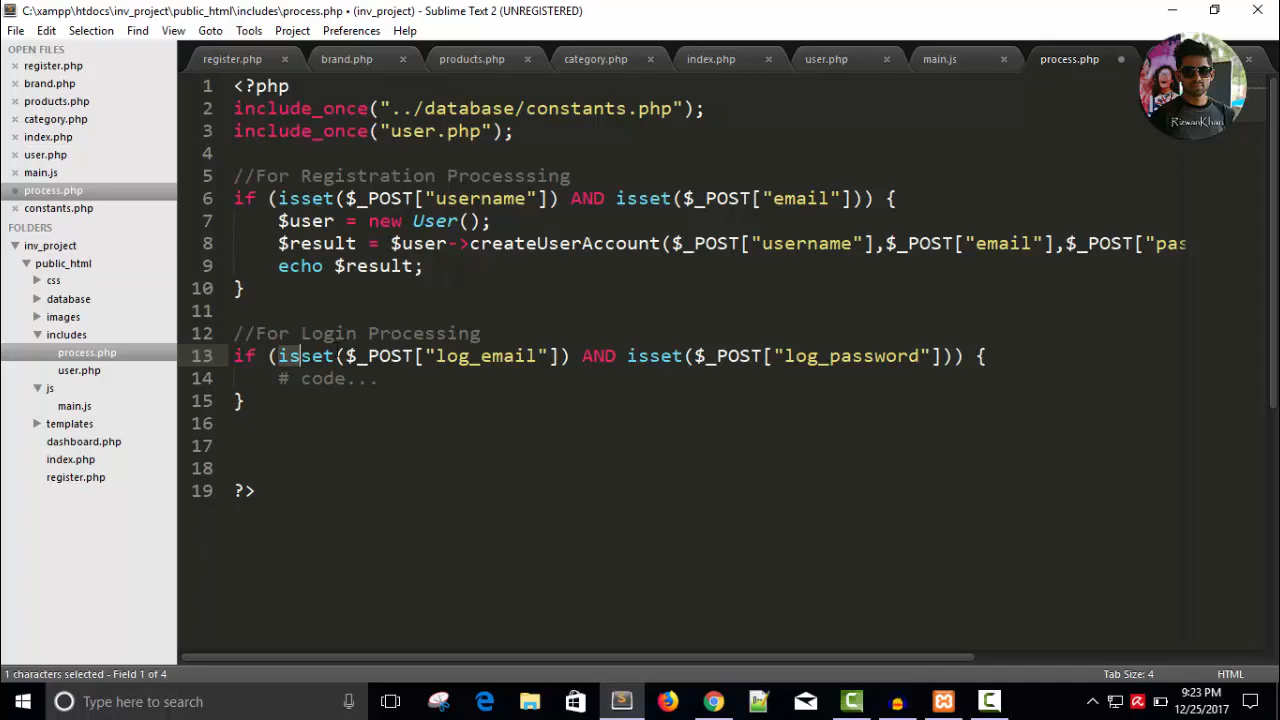 C:\xampp\htdocs\inv_project\public_html\includes\process.php • (inv_project) - Sublime Text 2 (UNREGISTERED)
File Edit Selection Find View Goto Tools Project Preferences Help
OPEN FILES
register.php
brand.php
products.php
category.php
index.php
user.php
main.js
process.php
constants.php
FOLDERS
inv_project
public_html
css
database
images
includes
process.php
user.php
js
main.js
templates
dashboard.php
index.php
register.php
register.php brand.php products.php category.php index.php user.php main.js process.php
RizwanKhan
1 <?php
2 include_once("../database/constants.php");
3 include_once("user.php");
4
5 //For Registration Processsing
6 if (isset($_POST["username"]) AND isset($_POST["email"])) {
7 $user = new User();
8 $result = $user->createUserAccount($_POST["username"],$_POST["email"],$_POST["pas
9 echo $result;
10 }
11
12 //For Login Processing
13 if (isset($_POST["log_email"]) AND isset($_POST["log_password"])) {
14 # code...
15 }
16
17
18
19 ?>
1 characters selected - Field 1 of 4
Tab Size: 4
HTML
Type here to search
9:23 PM
12/25/2017